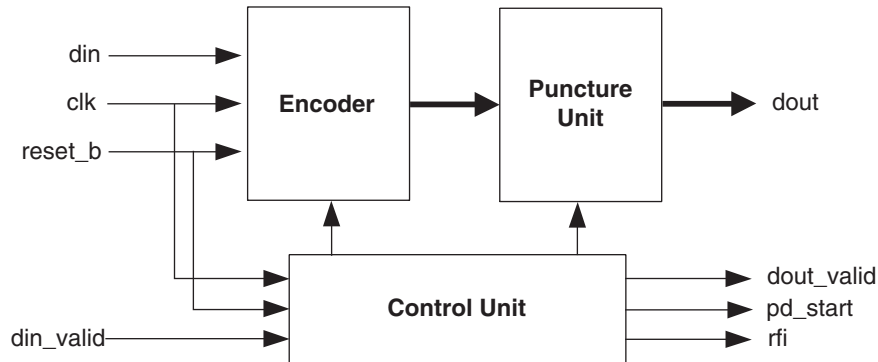 din
clk
reset_b
Encoder
Puncture
Unit
dout
Control Unit
din_valid
dout_valid
pd_start
rfi